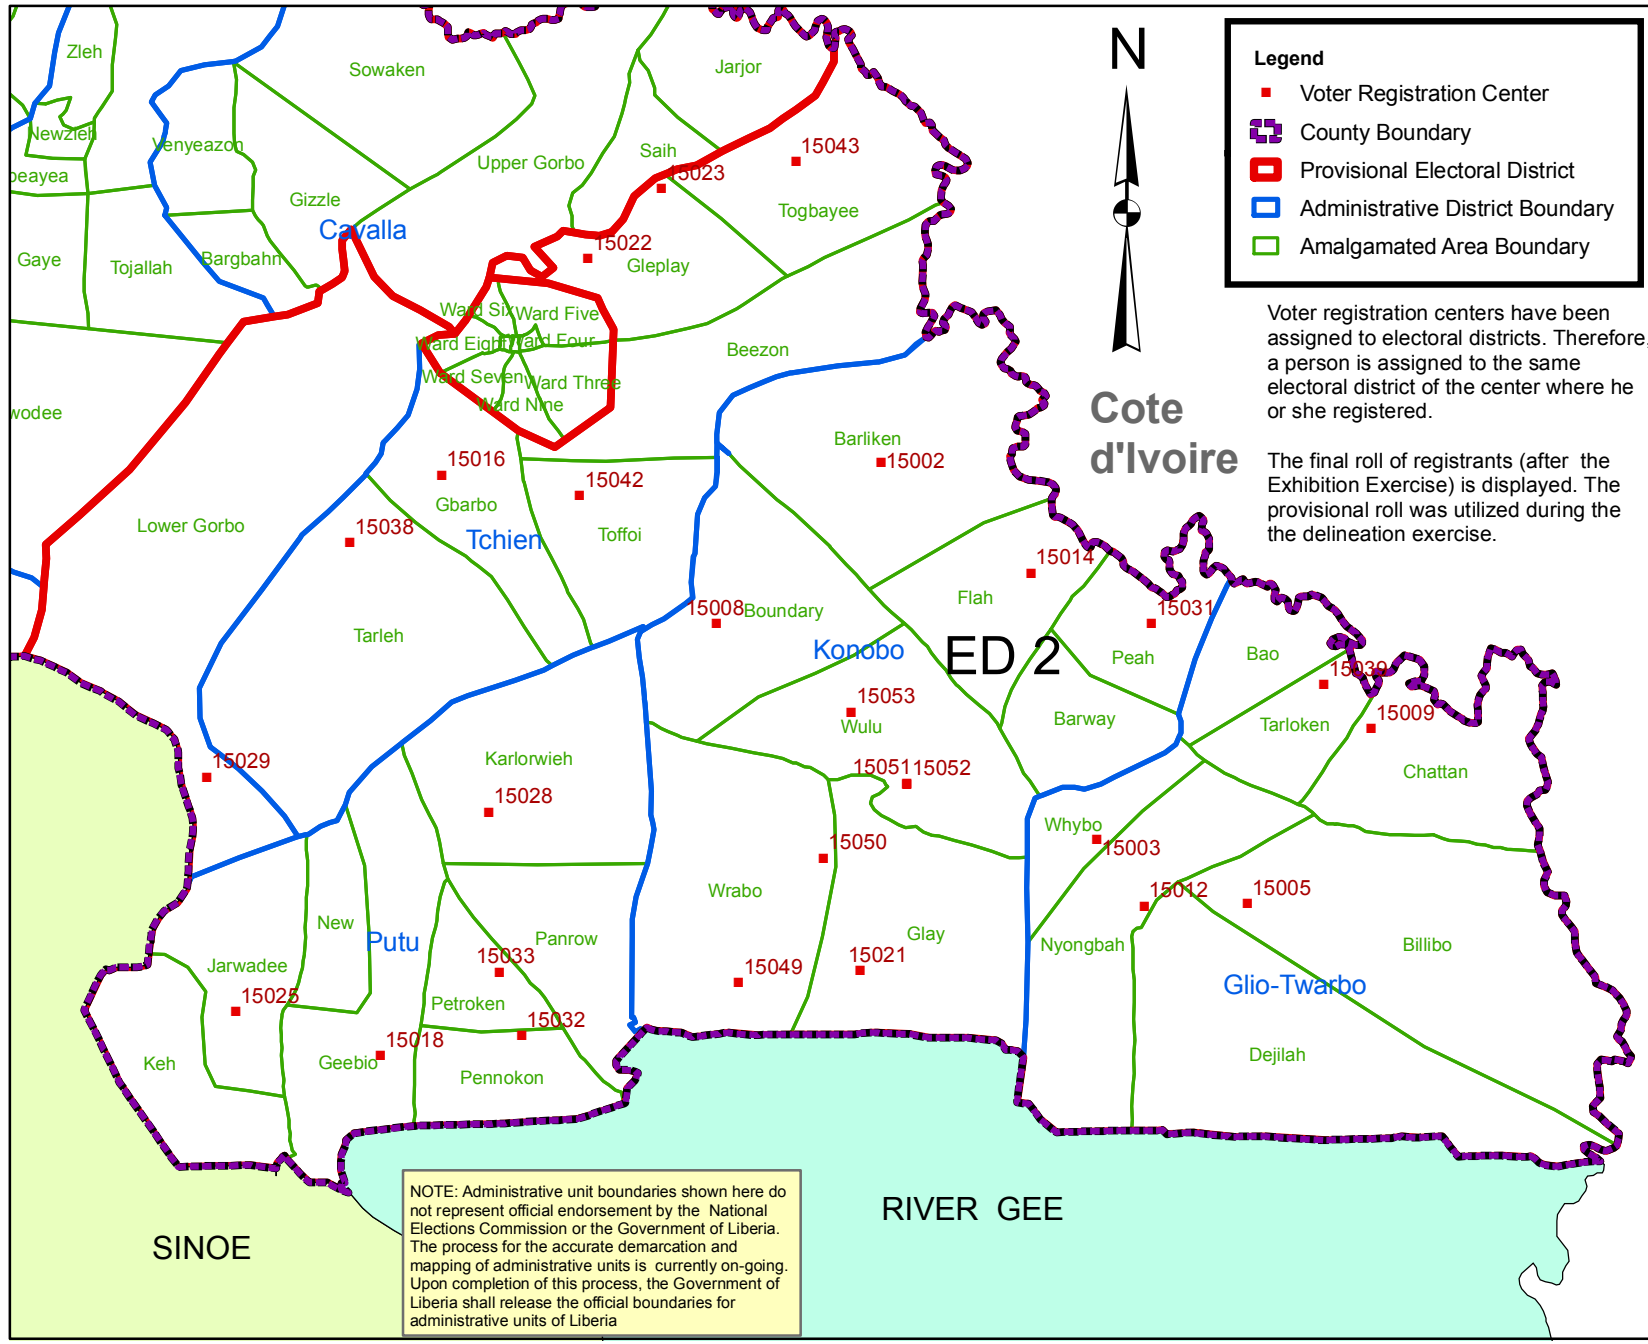 Zleh
Sowaken
Jarjor
N
Newzleh
Venyeazon
Upper Gorbo
Saih
15043
15023
Gizzle
Togbayee
Cavalla
15022
Gaye
Tojallah
Bargbahn
Gleplay
Ward Six
Ward Five
Ward Eight
Ward Four
Beezon
Ward Seven
Ward Three
Ward Nine
Legend
Voter Registration Center
County Boundary
Provisional Electoral District
Administrative District Boundary
Amalgamated Area Boundary
Voter registration centers have been
assigned to electoral districts. Therefore,
a person is assigned to the same
electoral district of the center where he
or she registered.
The final roll of registrants (after the
Exhibition Exercise) is displayed. The
provisional roll was utilized during the
the delineation exercise.
Cote
d'Ivoire
wodee
Barliken
15002
15016
15042
Gbarbo
Lower Gorbo
15038
Tchien
Toffoi
15014
Flah
15008
Boundary
15031
Tarleh
Konobo
ED 2
Peah
Bao
15039
15053
Wulu
Barway
Tarloken
15009
15029
Karlorwieh
15051
15052
Chattan
15028
Whybo
15003
15050
Wrabo
15012
15005
New
Putu
Panrow
Glay
Nyongbah
Billibo
Jarwadee
15033
15049
15021
Glio-Twarbo
15025
Petroken
15032
Keh
Geebio
15018
Pennokon
Dejilah
SINOE
RIVER GEE
NOTE: Administrative unit boundaries shown here do
not represent official endorsement by the National
Elections Commission or the Government of Liberia.
The process for the accurate demarcation and
mapping of administrative units is currently on-going.
Upon completion of this process, the Government of
Liberia shall release the official boundaries for
administrative units of Liberia